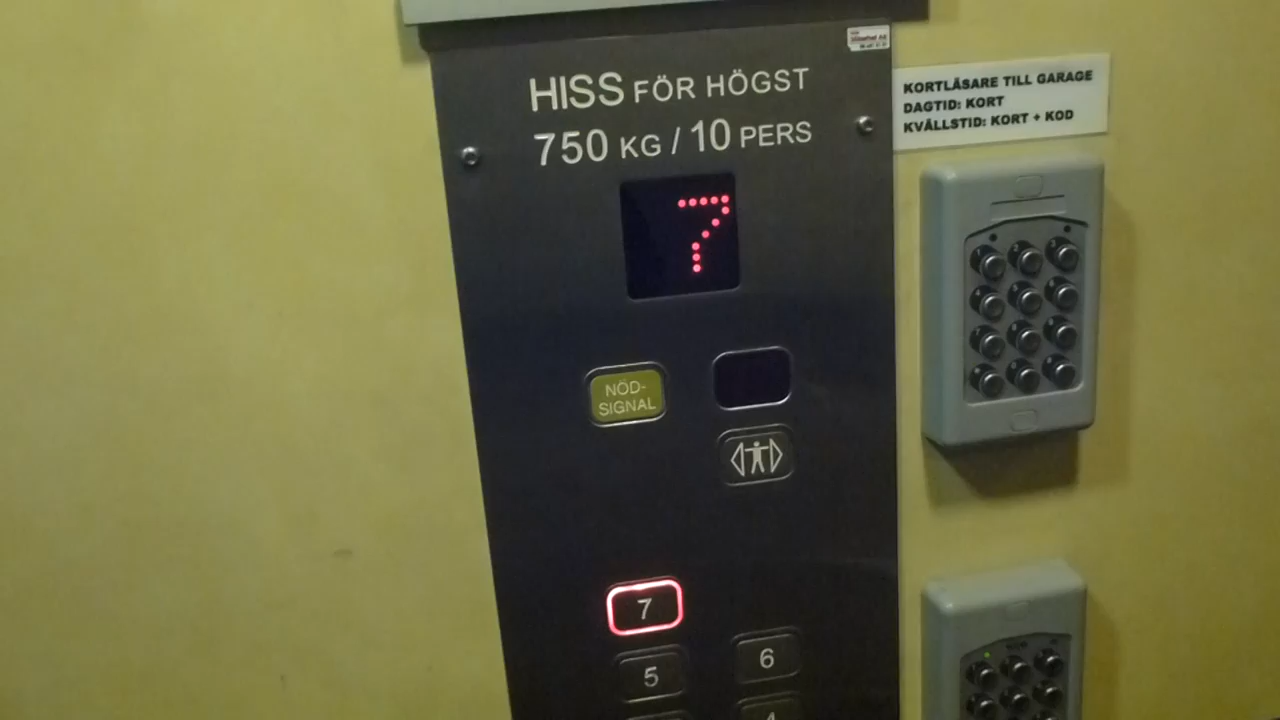 HISS FÖR HÖGST
750 KG / 10 PERS
KORTLÄSARE TILL GARAGE
DAGTID: KORT
KVÄLLSTID: KORT + KOD
7
NÖD-
SIGNAL
7
5 6
4